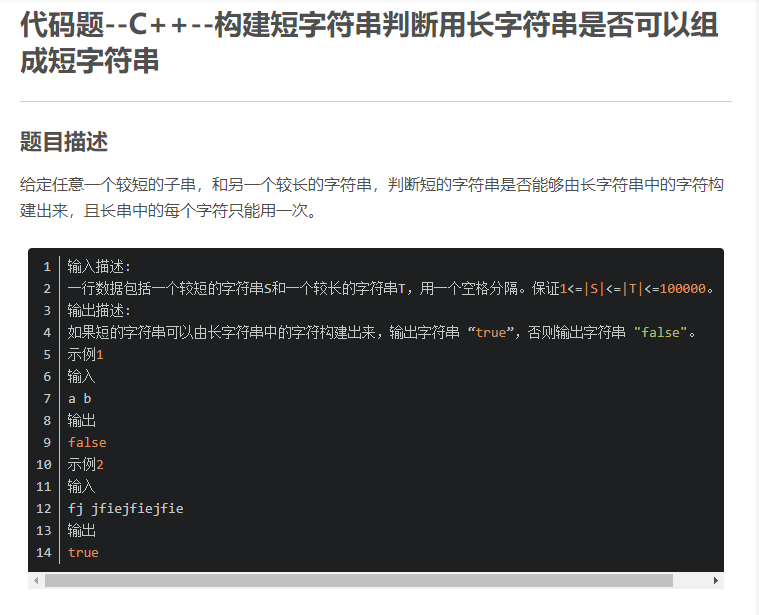 代码题--C++--构建短字符串判断用长字符串是否可以组
成短字符串
题目描述
给定任意一个较短的子串，和另一个较长的字符串，判断短的字符串是否能够由长字符串中的字符构
建出来，且长串中的每个字符只能用一次。
1 输入描述:
2 一行数据包括一个较短的字符串S和一个较长的字符串T，用一个空格分隔。保证1<=|S|<=|T|<=100000。
3 输出描述:
4 如果短的字符串可以由长字符串中的字符构建出来，输出字符串 “true”，否则输出字符串 "false"。
5 示例1
6 输入
7 a b
8 输出
9 false
10 示例2
11 输入
12 fj jfiejfiejfie
13 输出
14 true